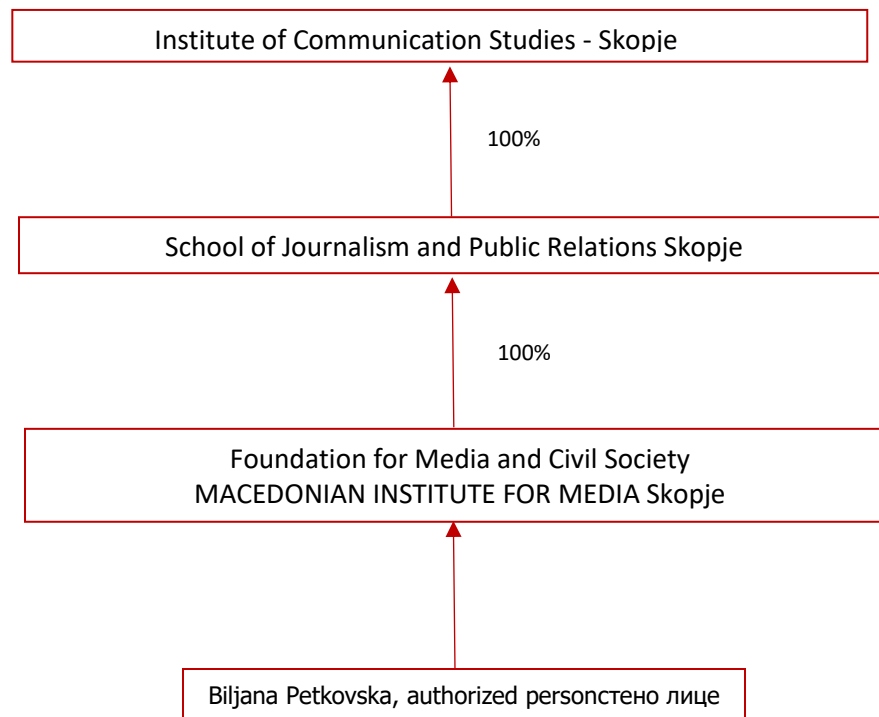 Institute of Communication Studies - Skopje
100%
School of Journalism and Public Relations Skopje
100%
Foundation for Media and Civil Society
MACEDONIAN INSTITUTE FOR MEDIA Skopje
Biljana Petkovska, authorized personстено лице